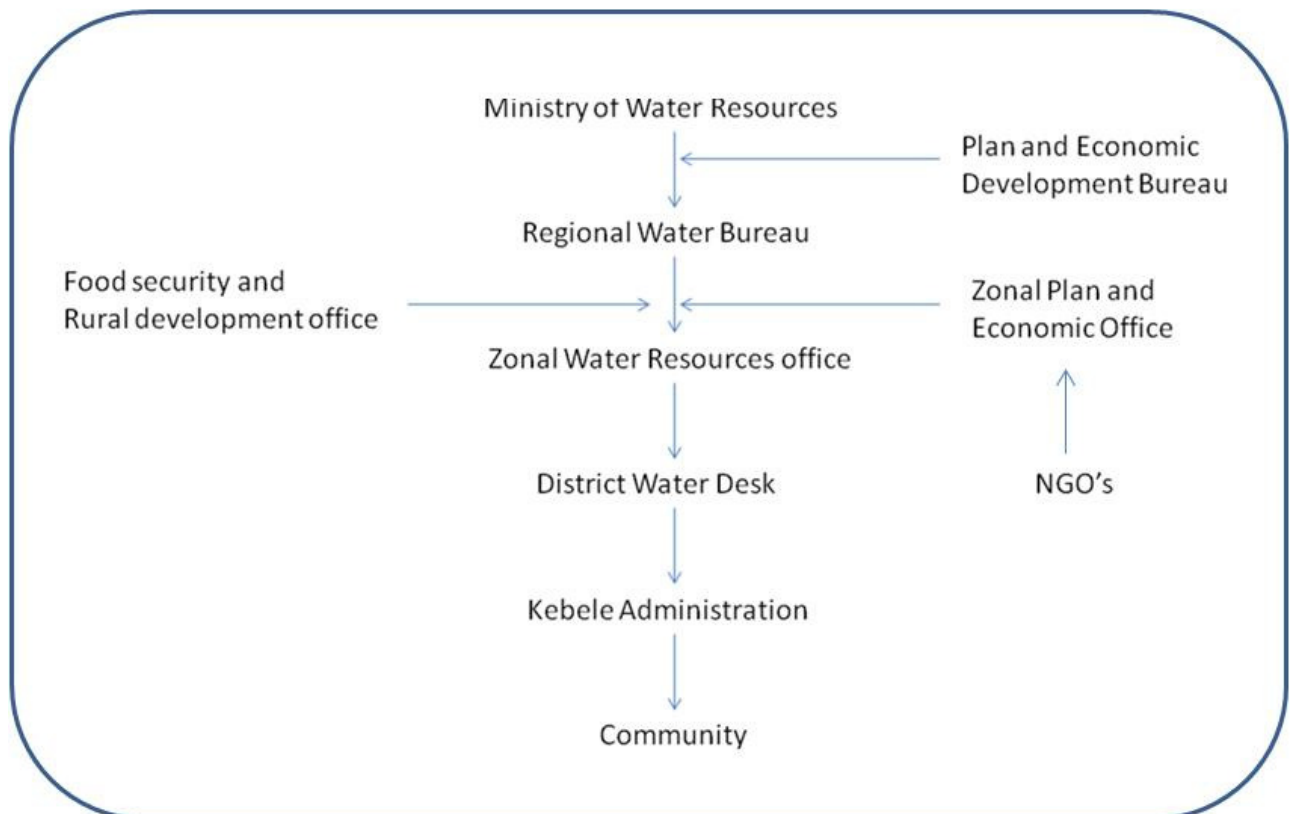 Ministry of Water Resources
Plan and Economic
Development Bureau
Regional Water Bureau
Food security and
Rural development office
Zonal Plan and
Economic Office
Zonal Water Resources office
District Water Desk
NGO's
Kebele Administration
Community